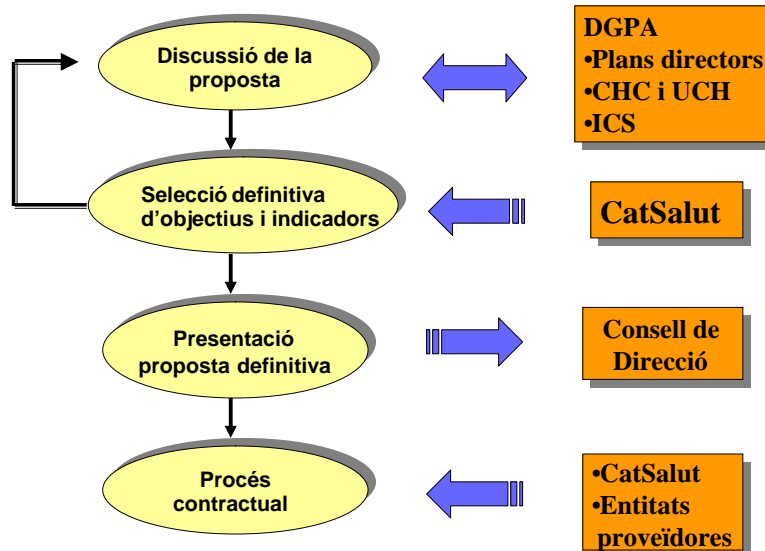 Discussió de la
proposta
DGPA
•Plans directors
•CHC i UCH
•ICS
Selecció definitiva
d'objectius i indicadors
CatSalut
Presentació
proposta definitiva
Consell de
Direcció
Procés
contractual
•CatSalut
•Entitats
proveïdores